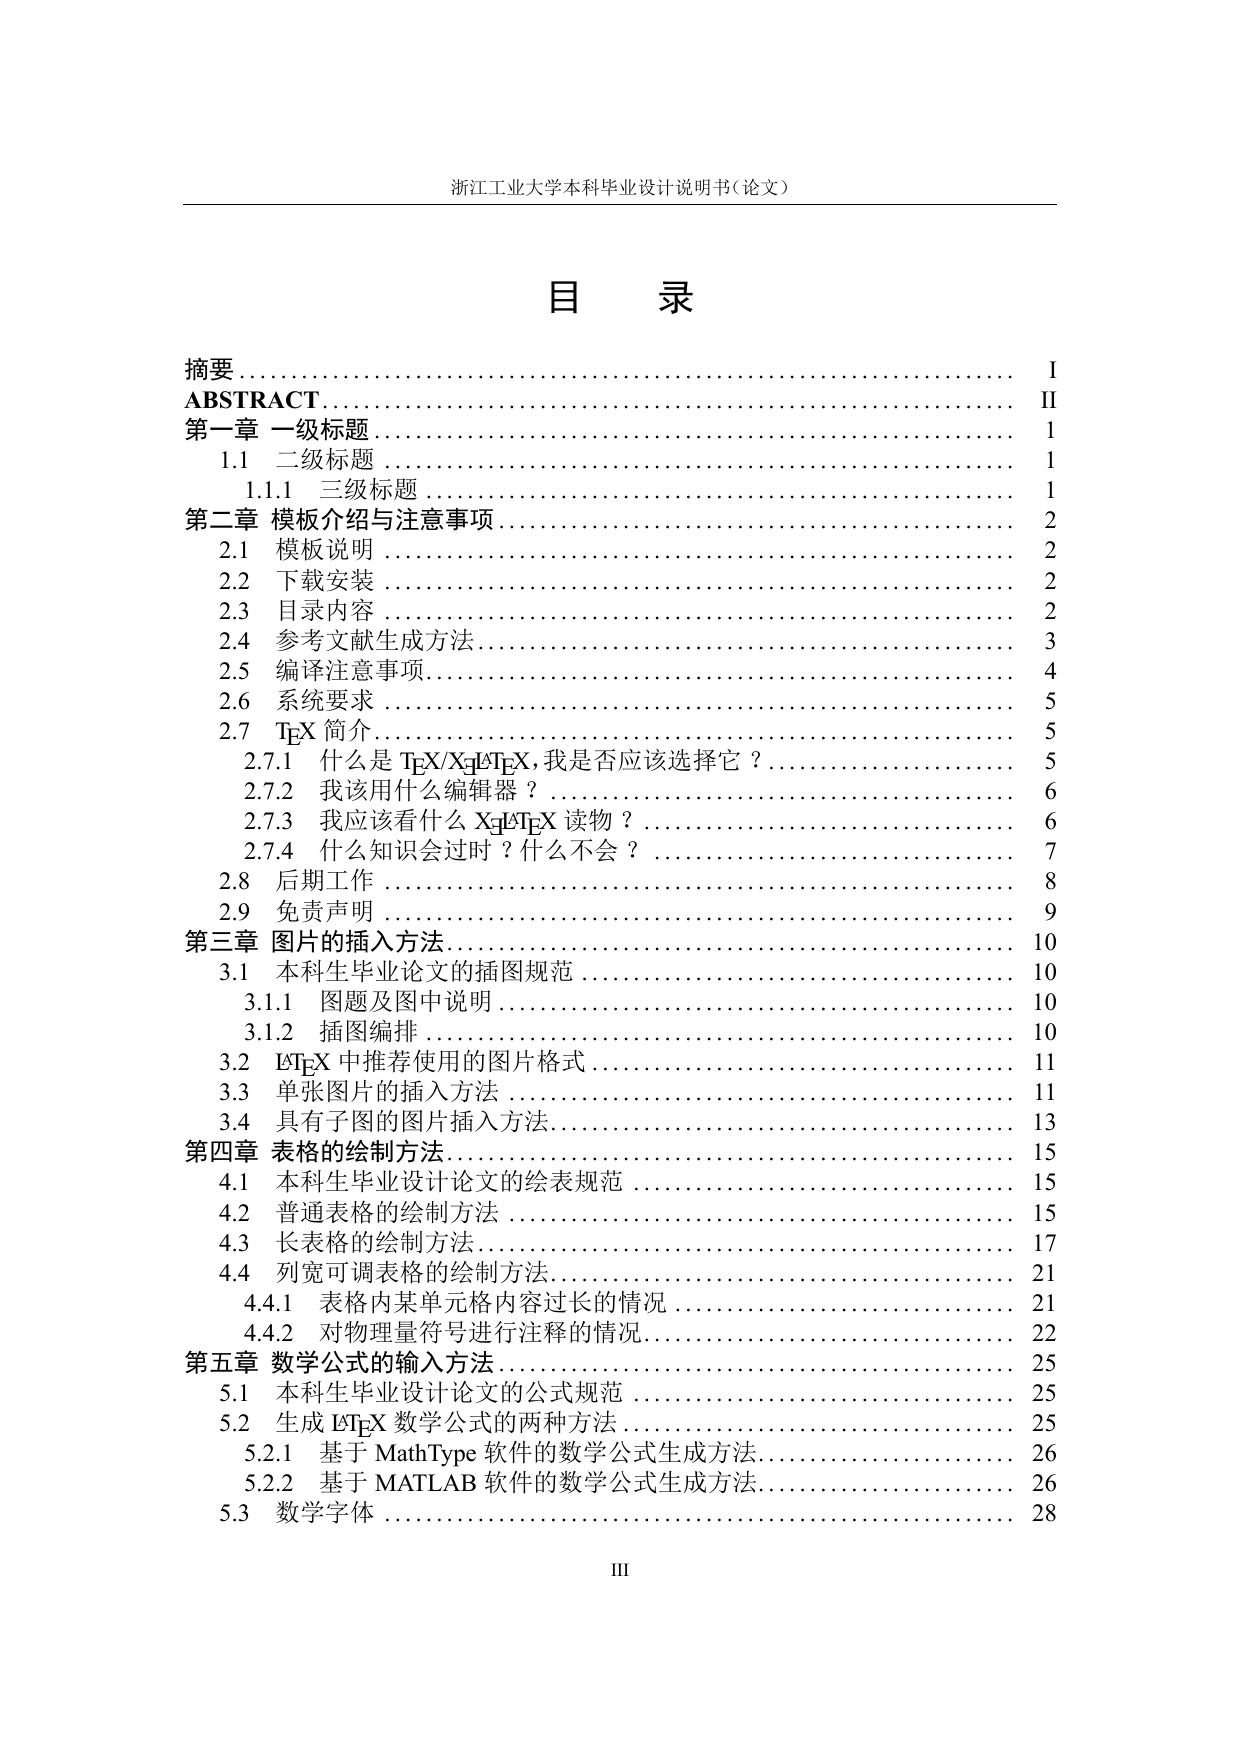 浙江工业大学本科毕业设计说明书（论文）
目 录
摘要 ........................................ I
ABSTRACT ........................................ II
第一章 一级标题 ........................................ 1
1.1 二级标题 ........................................ 1
1.1.1 三级标题 ........................................ 1
第二章 模板介绍与注意事项 ........................................ 2
2.1 模板说明 ........................................ 2
2.2 下载安装 ........................................ 2
2.3 目录内容 ........................................ 2
2.4 参考文献生成方法 ........................................ 3
2.5 编译注意事项 ........................................ 4
2.6 系统要求 ........................................ 5
2.7 TEX 简介 ........................................ 5
2.7.1 什么是 TEX/XƎLATEX，我是否应该选择它？ ........................................ 5
2.7.2 我该用什么编辑器？ ........................................ 6
2.7.3 我应该看什么 XƎLATEX 读物？ ........................................ 6
2.7.4 什么知识会过时？什么不会？ ........................................ 7
2.8 后期工作 ........................................ 8
2.9 免责声明 ........................................ 9
第三章 图片的插入方法 ........................................ 10
3.1 本科生毕业论文的插图规范 ........................................ 10
3.1.1 图题及图中说明 ........................................ 10
3.1.2 插图编排 ........................................ 10
3.2 LATEX 中推荐使用的图片格式 ........................................ 11
3.3 单张图片的插入方法 ........................................ 11
3.4 具有子图的图片插入方法 ........................................ 13
第四章 表格的绘制方法 ........................................ 15
4.1 本科生毕业设计论文的绘表规范 ........................................ 15
4.2 普通表格的绘制方法 ........................................ 15
4.3 长表格的绘制方法 ........................................ 17
4.4 列宽可调表格的绘制方法 ........................................ 21
4.4.1 表格内某单元格内容过长的情况 ........................................ 21
4.4.2 对物理量符号进行注释的情况 ........................................ 22
第五章 数学公式的输入方法 ........................................ 25
5.1 本科生毕业设计论文的公式规范 ........................................ 25
5.2 生成 LATEX 数学公式的两种方法 ........................................ 25
5.2.1 基于 MathType 软件的数学公式生成方法 ........................................ 26
5.2.2 基于 MATLAB 软件的数学公式生成方法 ........................................ 26
5.3 数学字体 ........................................ 28
III